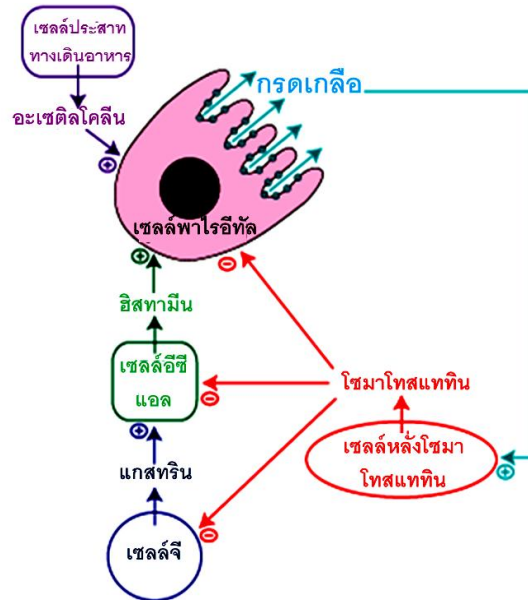 เซลล์ประสาท
ทางเดินอาหาร
อะเซติลโคลีน
กรดเกลือ
เซลล์พาไรอีทัล
ฮิสทามีน
เซลล์อีซี
แอล
โซมาโทสแททิน
เซลล์หลั่งโซมา
โทสแททิน
แกสทริน
เซลล์จี